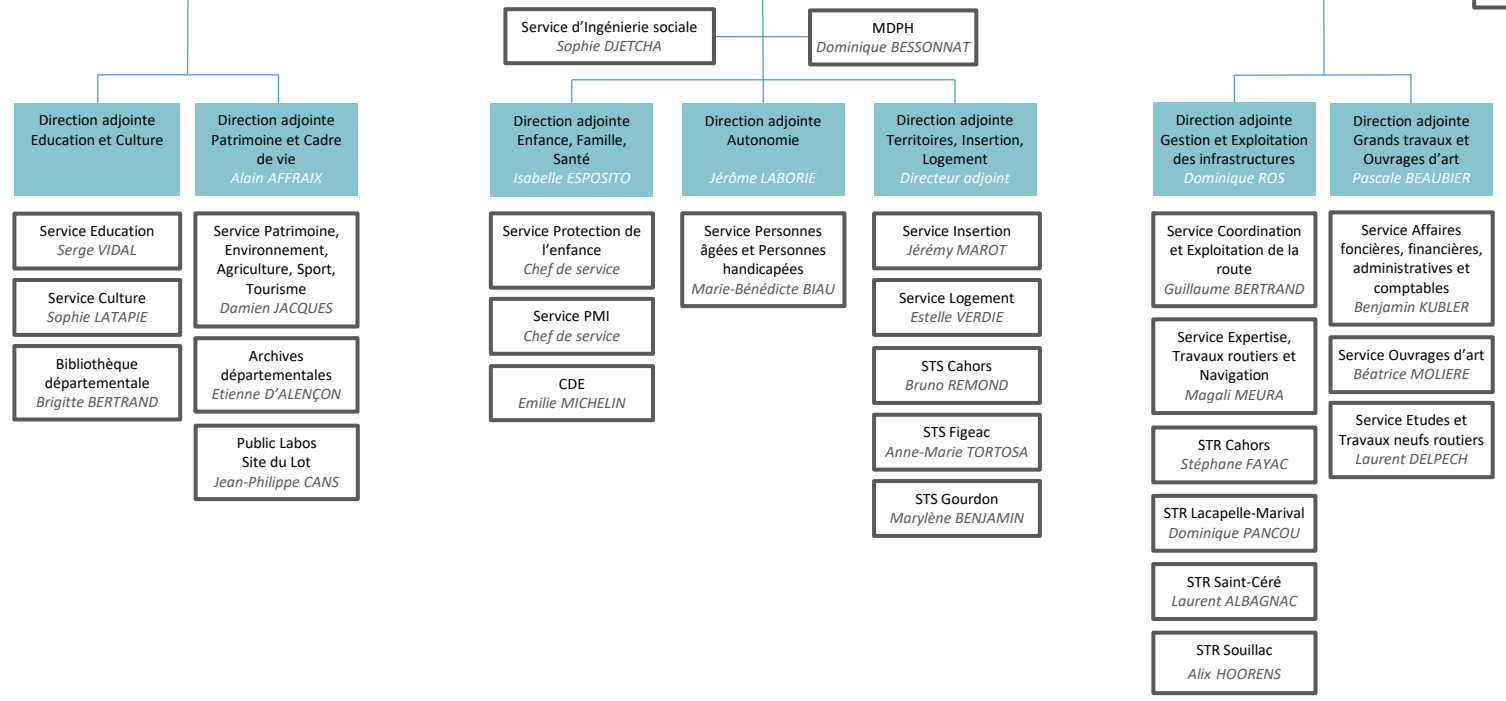 Service d'Ingénierie sociale
Sophie DJETCHA
MDPH
Dominique BESSONNAT
Direction adjointe
Education et Culture
Direction adjointe
Patrimoine et Cadre
de vie
Alain AFFRAIX
Direction adjointe
Enfance, Famille,
Santé
Isabelle ESPOSITO
Direction adjointe
Autonomie
Jérôme LABORIE
Direction adjointe
Territoires, Insertion,
Logement
Directeur adjoint
Direction adjointe
Gestion et Exploitation
des infrastructures
Dominique ROS
Direction adjointe
Grands travaux et
Ouvrages d'art
Pascale BEAUBIER
Service Education
Serge VIDAL
Service Culture
Sophie LATAPIE
Bibliothèque
départementale
Brigitte BERTRAND
Service Patrimoine,
Environnement,
Agriculture, Sport,
Tourisme
Damien JACQUES
Archives
départementales
Etienne D'ALENÇON
Public Labos
Site du Lot
Jean-Philippe CANS
Service Protection de
l'enfance
Chef de service
Service PMI
Chef de service
CDE
Emilie MICHELIN
Service Personnes
âgées et Personnes
handicapées
Marie-Bénédicte BIAU
Service Insertion
Jérémy MAROT
Service Logement
Estelle VERDIE
STS Cahors
Bruno REMOND
STS Figeac
Anne-Marie TORTOSA
STS Gourdon
Marylène BENJAMIN
Service Coordination
et Exploitation de la
route
Guillaume BERTRAND
Service Expertise,
Travaux routiers et
Navigation
Magali MEURA
STR Cahors
Stéphane FAYAC
STR Lacapelle-Marival
Dominique PANCOU
STR Saint-Céré
Laurent ALBAGNAC
STR Souillac
Alix HOORENS
Service Affaires
foncières, financières,
administratives et
comptables
Benjamin KUBLER
Service Ouvrages d'art
Béatrice MOLIERE
Service Etudes et
Travaux neufs routiers
Laurent DELPECH